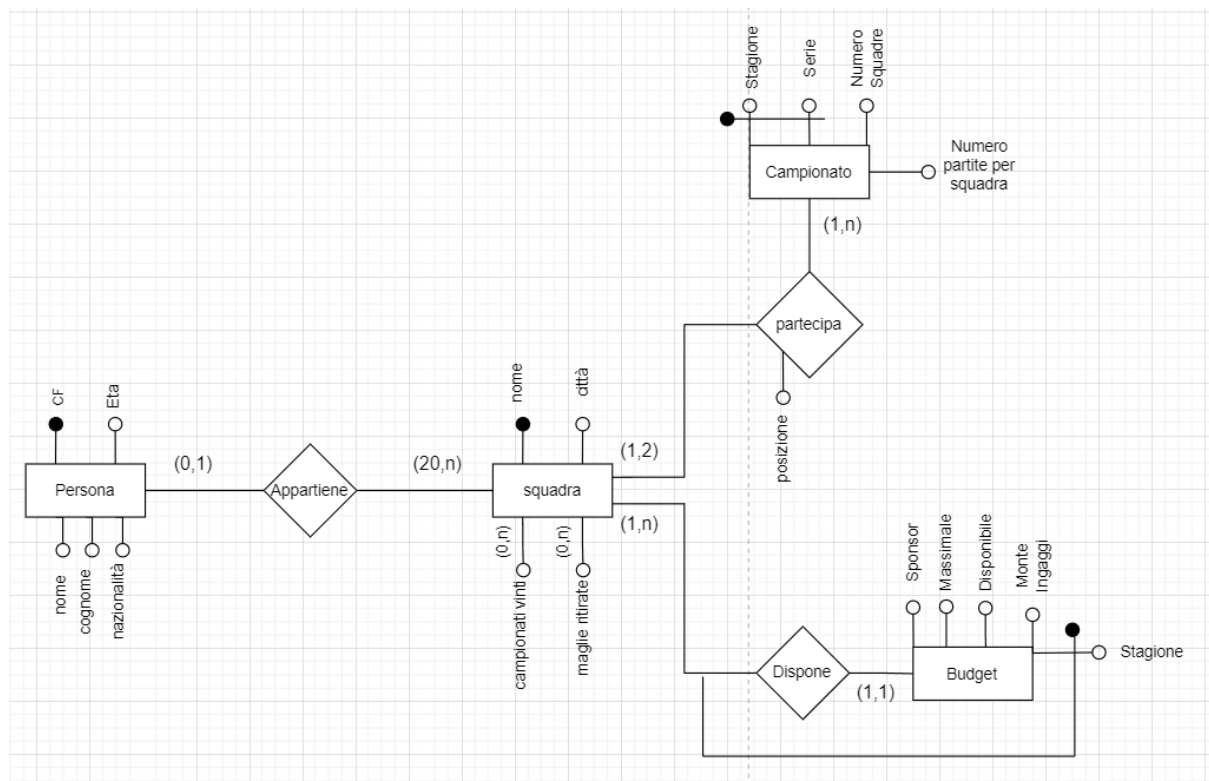 Stagione
Serie
Numero
Squadre
Campionato
Numero
partite per
squadra
(1,n)
partecipa
posizione
CF
Eta
nome
città
(0,1)
(20,n)
(1,2)
Persona
Appartiene
squadra
(1,n)
nome
cognome
nazionalità
(0,n)
campionati vinti
(0,n)
maglie ritirate
Sponsor
Massimale
Disponibile
Monte
Ingaggi
Stagione
Dispone
(1,1)
Budget